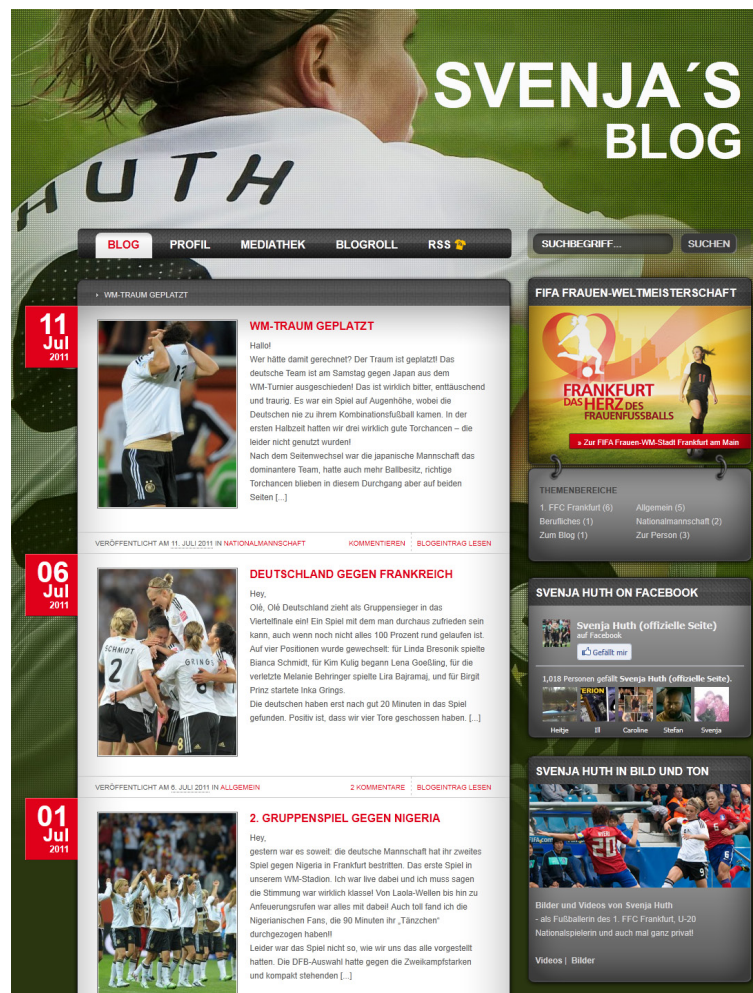 SVENJA´S
BLOG
HUTH
BLOG
PROFIL
MEDIATHEK
BLOGROLL
RSS
SUCHBEGRIFF...
SUCHEN
WM-TRAUM GEPLATZT
11
Jul
2011
WM-TRAUM GEPLATZT
Hallo!
Wer hätte damit gerechnet? Der Traum ist geplatzt! Das
deutsche Team ist am Samstag gegen Japan aus dem
WM-Turnier ausgeschieden! Das ist wirklich bitter, enttäuschend
und traurig. Es war ein Spiel auf Augenhöhe, wobei die
Deutschen nie zu ihrem Kombinationsfußball kamen. In der
ersten Halbzeit hatten wir drei wirklich gute Torchancen – die
leider nicht genutzt wurden!
Nach dem Seitenwechsel war die japanische Mannschaft das
dominantere Team, hatte auch mehr Ballbesitz, richtige
Torchancen blieben in diesem Durchgang aber auf beiden
Seiten [...]
VERÖFFENTLICHT AM 11. JULI 2011 IN NATIONALMANNSCHAFT
KOMMENTIEREN
BLOGEINTRAG LESEN
06
Jul
2011
SCHMIDT
2
GRINGS
8
DEUTSCHLAND GEGEN FRANKREICH
Hey,
Olè, Olè Deutschland zieht als Gruppensieger in das
Viertelfinale ein! Ein Spiel mit dem man durchaus zufrieden sein
kann, auch wenn noch nicht alles 100 Prozent rund gelaufen ist.
Auf vier Positionen wurde gewechselt: für Linda Bresonik spielte
Bianca Schmidt, für Kim Kulig begann Lena Goeßling, für die
verletzte Melanie Behringer spielte Lira Bajramaj, und für Birgit
Prinz startete Inka Grings.
Die deutschen haben erst nach gut 20 Minuten in das Spiel
gefunden. Positiv ist, dass wir vier Tore geschossen haben. [...]
VERÖFFENTLICHT AM 6. JULI 2011 IN ALLGEMEIN
2 KOMMENTARE
BLOGEINTRAG LESEN
01
Jul
2011
2. GRUPPENSPIEL GEGEN NIGERIA
Hey,
gestern war es soweit: die deutsche Mannschaft hat ihr zweites
Spiel gegen Nigeria in Frankfurt bestritten. Das erste Spiel in
unserem WM-Stadion. Ich war live dabei und ich muss sagen
die Stimmung war wirklich klasse! Von Laola-Wellen bis hin zu
Anfeuerungsrufen war alles mit dabei! Auch toll fand ich die
Nigerianischen Fans, die 90 Minuten ihr „Tänzchen“
durchgezogen haben!!
Leider war das Spiel nicht so, wie wir uns das alle vorgestellt
hatten. Die DFB-Auswahl hatte gegen die Zweikampfstarken
und kompakt stehenden [...]
FIFA FRAUEN-WELTMEISTERSCHAFT
FRANKFURT
DAS HERZ DES
FRAUENFUSSBALLS
11
» Zur FIFA Frauen-WM-Stadt Frankfurt am Main
THEMENBEREICHE
1. FFC Frankfurt (6)
Allgemein (5)
Berufliches (1)
Nationalmannschaft (2)
Zum Blog (1)
Zur Person (3)
SVENJA HUTH ON FACEBOOK
Svenja Huth (offizielle Seite)
auf Facebook
Gefällt mir
1,018 Personen gefällt Svenja Huth (offizielle Seite).
Heitje
Caroline
Stefan
Svenja
SVENJA HUTH IN BILD UND TON
20
9
Bilder und Videos von Svenja Huth
- als Fußballerin des 1. FFC Frankfurt, U-20
Nationalspielerin und auch mal ganz privat!
Videos | Bilder